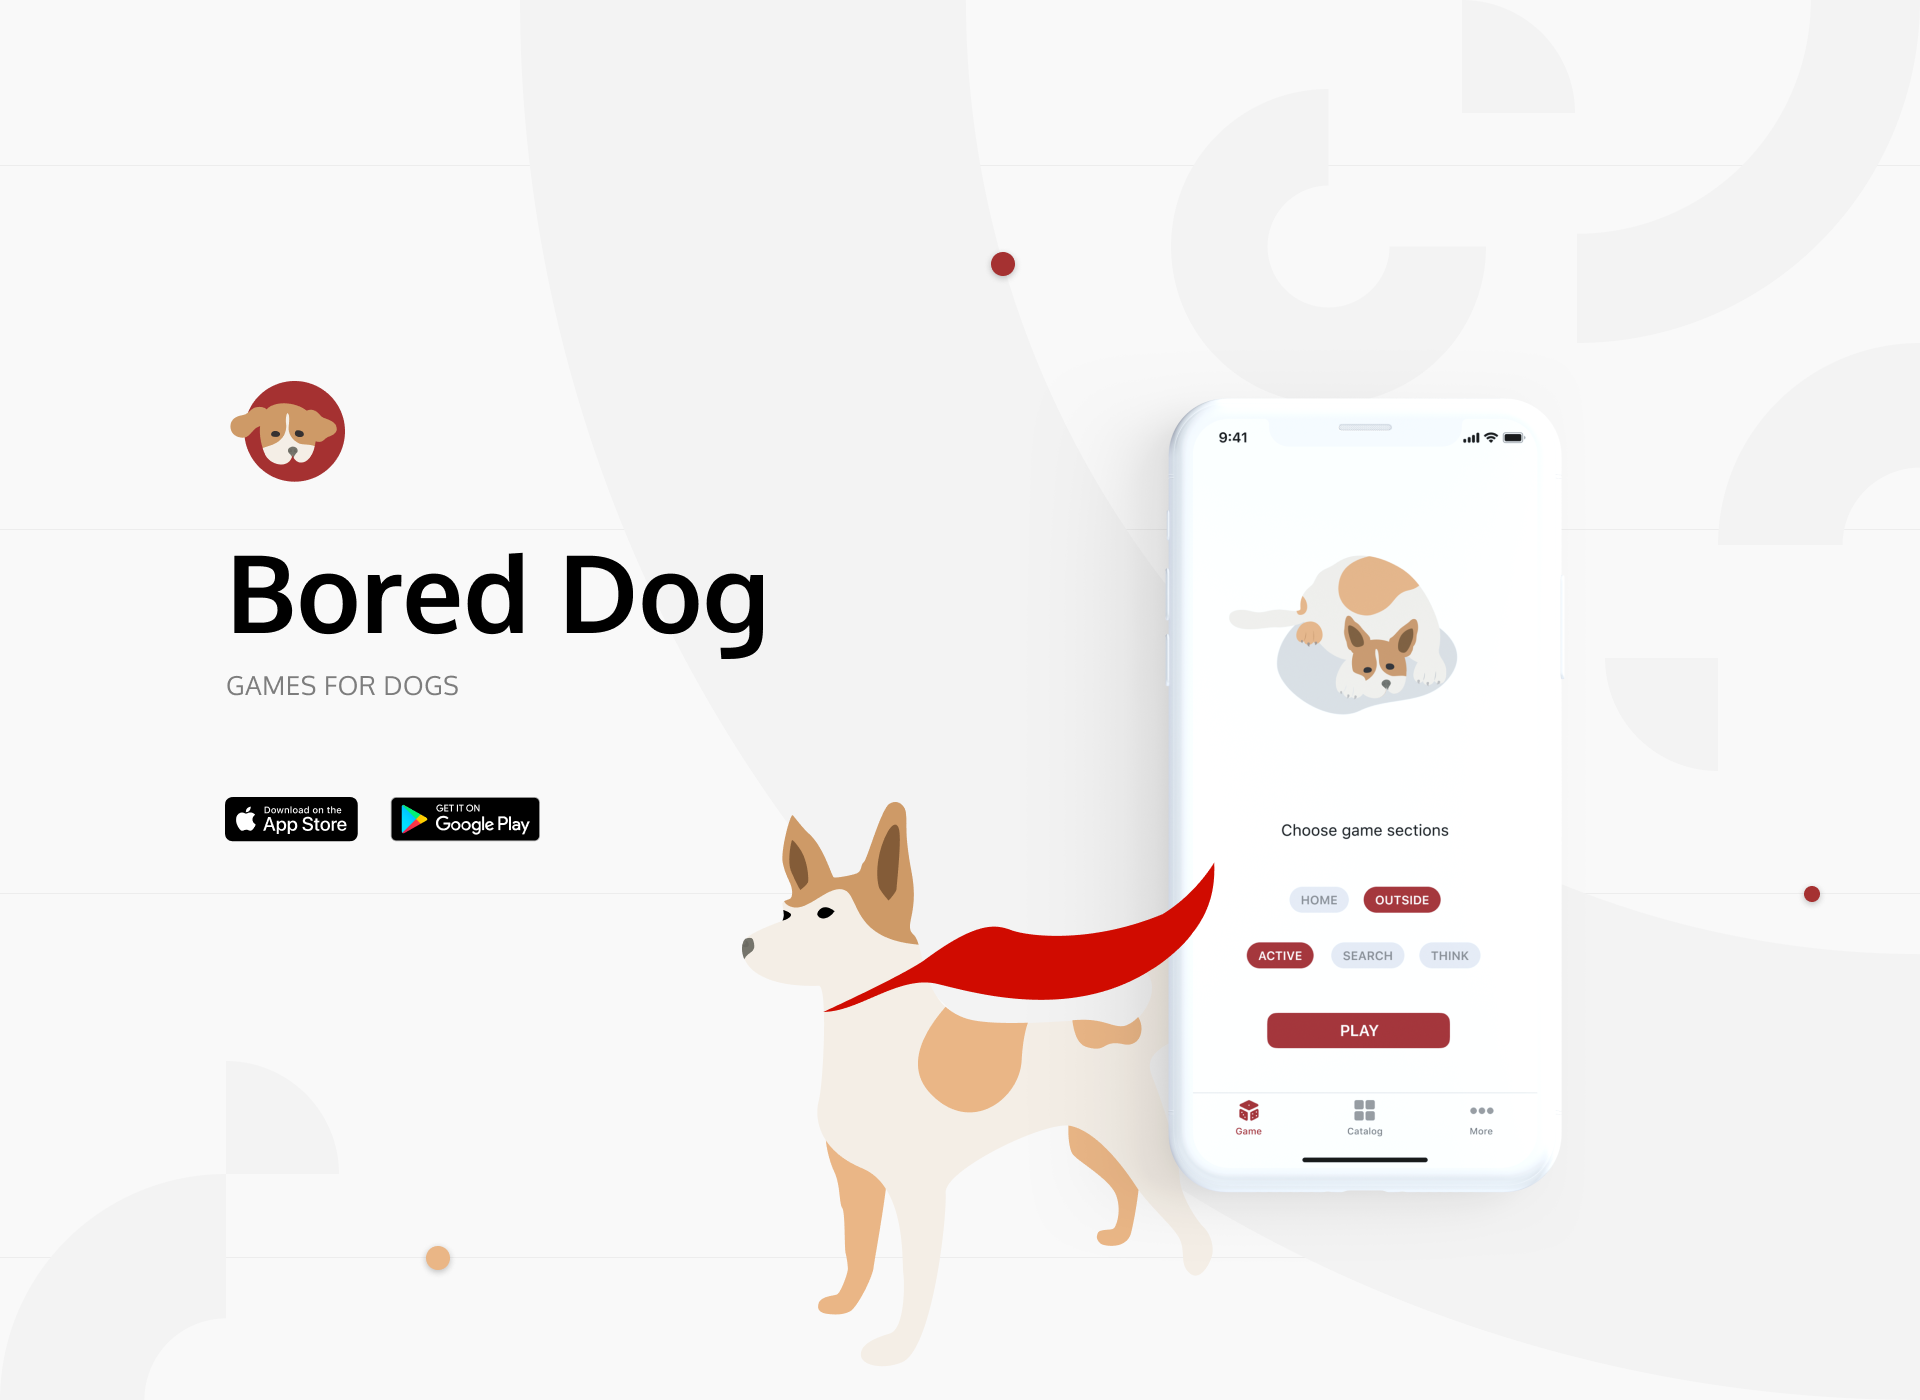 Bored Dog
GAMES FOR DOGS
Download on the
App Store
GET IT ON
Google Play
9:41
Choose game sections
HOME OUTSIDE
ACTIVE SEARCH THINK
PLAY
Game Catalog More